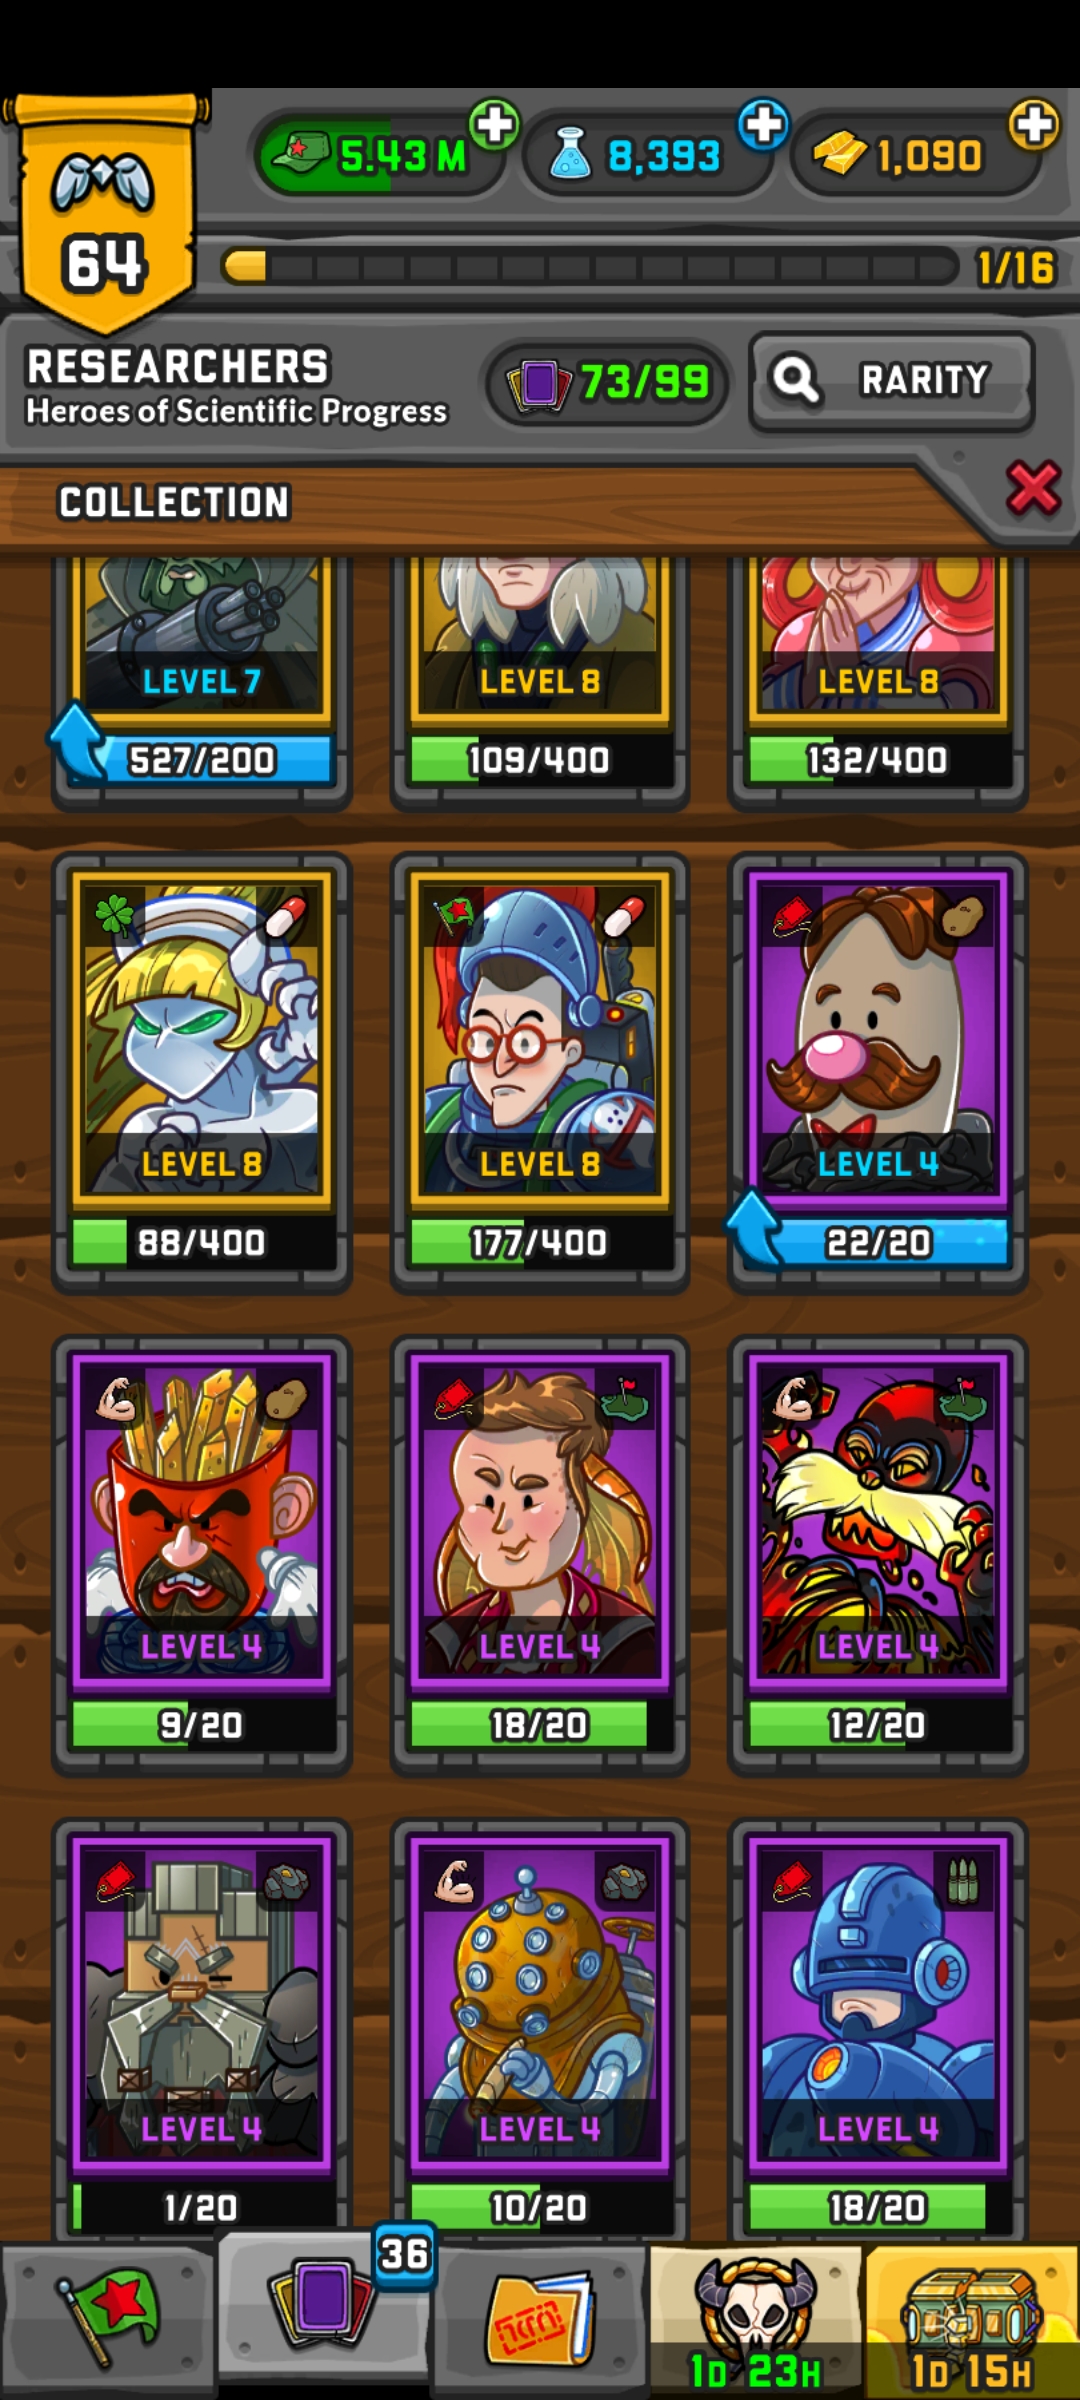 64
5.43 M
8,393
1,090
1/16
RESEARCHERS
Heroes of Scientific Progress
73/99
RARITY
COLLECTION
LEVEL 7
LEVEL 8
LEVEL 8
527/200
109/400
132/400
LEVEL 8
LEVEL 8
LEVEL 4
88/400
177/400
22/20
LEVEL 4
LEVEL 4
LEVEL 4
9/20
18/20
12/20
LEVEL 4
LEVEL 4
LEVEL 4
1/20
10/20
18/20
36
1D 23H
1D 15H